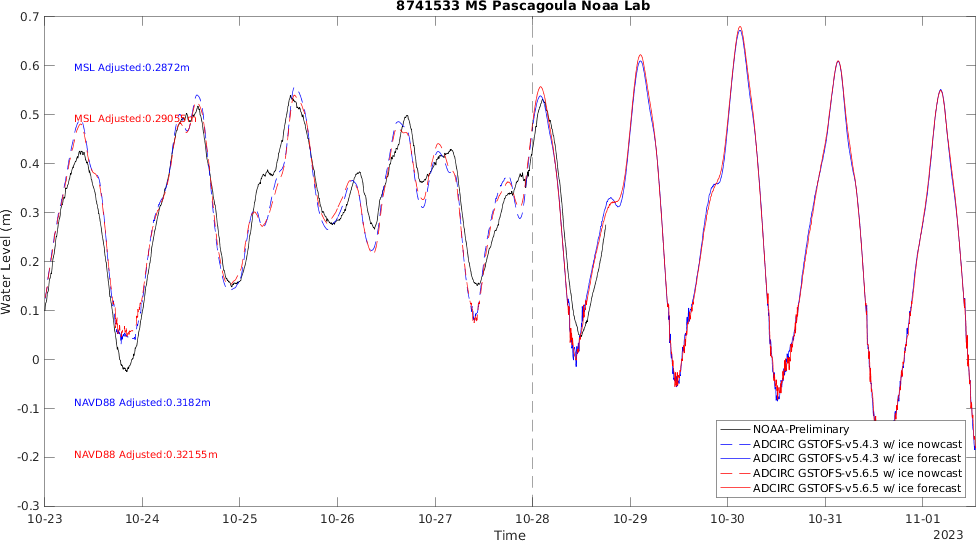 8741533 MS Pascagoula Noaa Lab
0.7
0.6
0.5
0.4
0.3
0.2
0.1
0
-0.1
-0.2
-0.3
Water Level (m)
MSL Adjusted:0.2872m
MSL Adjusted:0.2905
NAVD88 Adjusted:0.3182m
NAVD88 Adjusted:0.32155m
NOAA-Preliminary
ADCIRC GSTOFS-v5.4.3 w/ ice nowcast
ADCIRC GSTOFS-v5.4.3 w/ ice forecast
ADCIRC GSTOFS-v5.6.5 w/ ice nowcast
ADCIRC GSTOFS-v5.6.5 w/ ice forecast
10-23 10-24 10-25 10-26 10-27 10-28 10-29 10-30 10-31 11-01
Time
2023